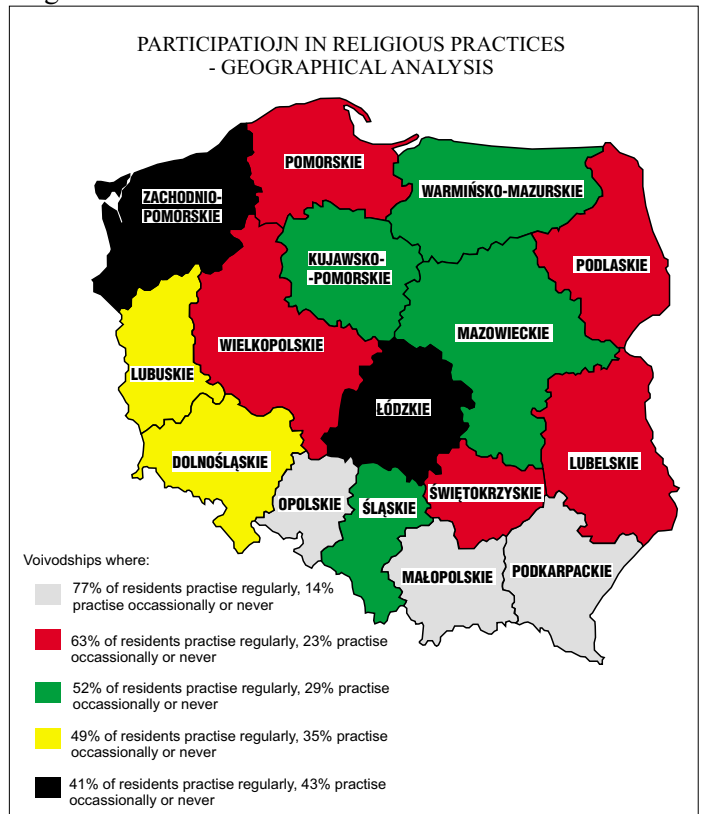 PARTICIPATIOJN IN RELIGIOUS PRACTICES
- GEOGRAPHICAL ANALYSIS
POMORSKIE
ZACHODNIO-
POMORSKIE
WARMIŃSKO-MAZURSKIE
KUJAWSKO-
-POMORSKIE
PODLASKIE
MAZOWIECKIE
WIELKOPOLSKIE
LUBUSKIE
ŁÓDZKIE
DOLNOŚLĄSKIE
LUBELSKIE
OPOLSKIE
ŚLĄSKIE
ŚWIĘTOKRZYSKIE
MAŁOPOLSKIE
PODKARPACKIE
Voivodships where:
77% of residents practise regularly, 14%
practise occassionally or never
63% of residents practise regularly, 23% practise
occassionally or never
52% of residents practise regularly, 29% practise
occassionally or never
49% of residents practise regularly, 35% practise
occassionally or never
41% of residents practise regularly, 43% practise
occassionally or never